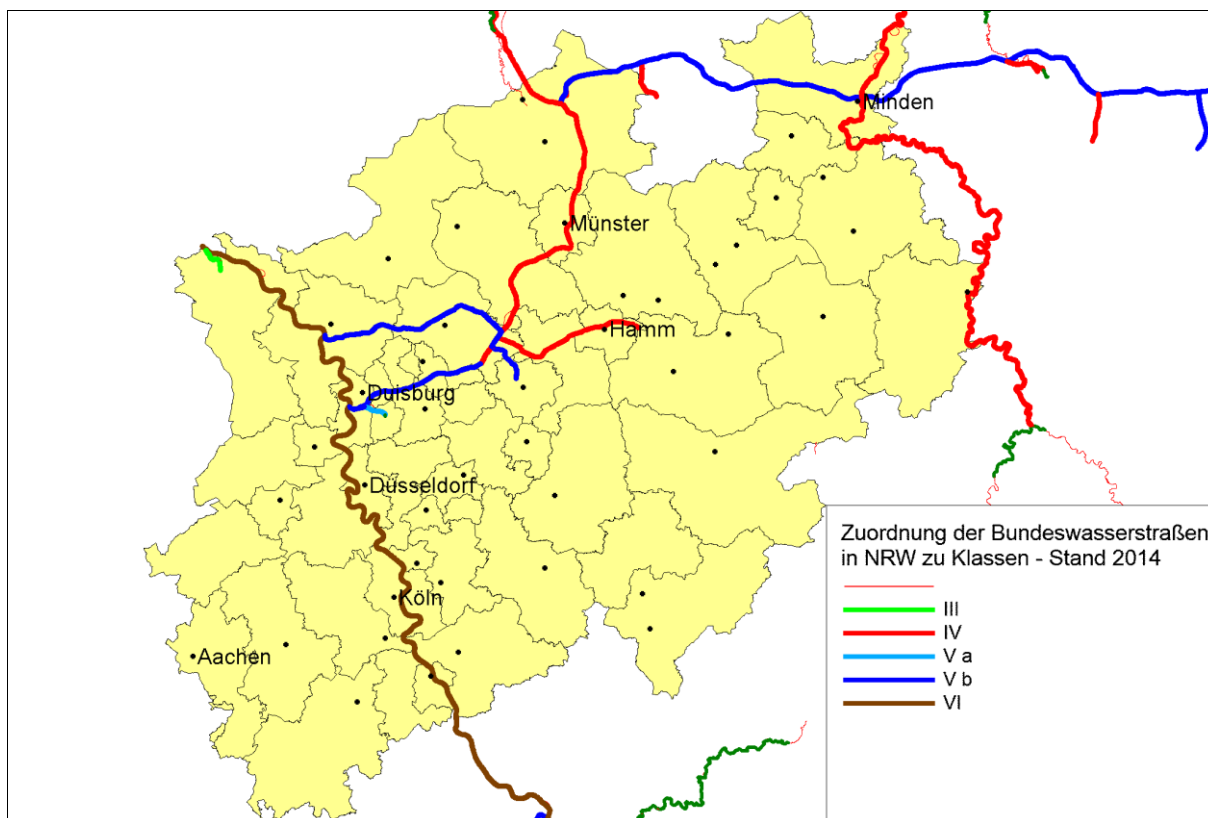 Minden
Münster
Hamm
Duisburg
Düsseldorf
Köln
Aachen
Zuordnung der Bundeswasserstraßen
in NRW zu Klassen - Stand 2014
III
IV
V a
V b
VI